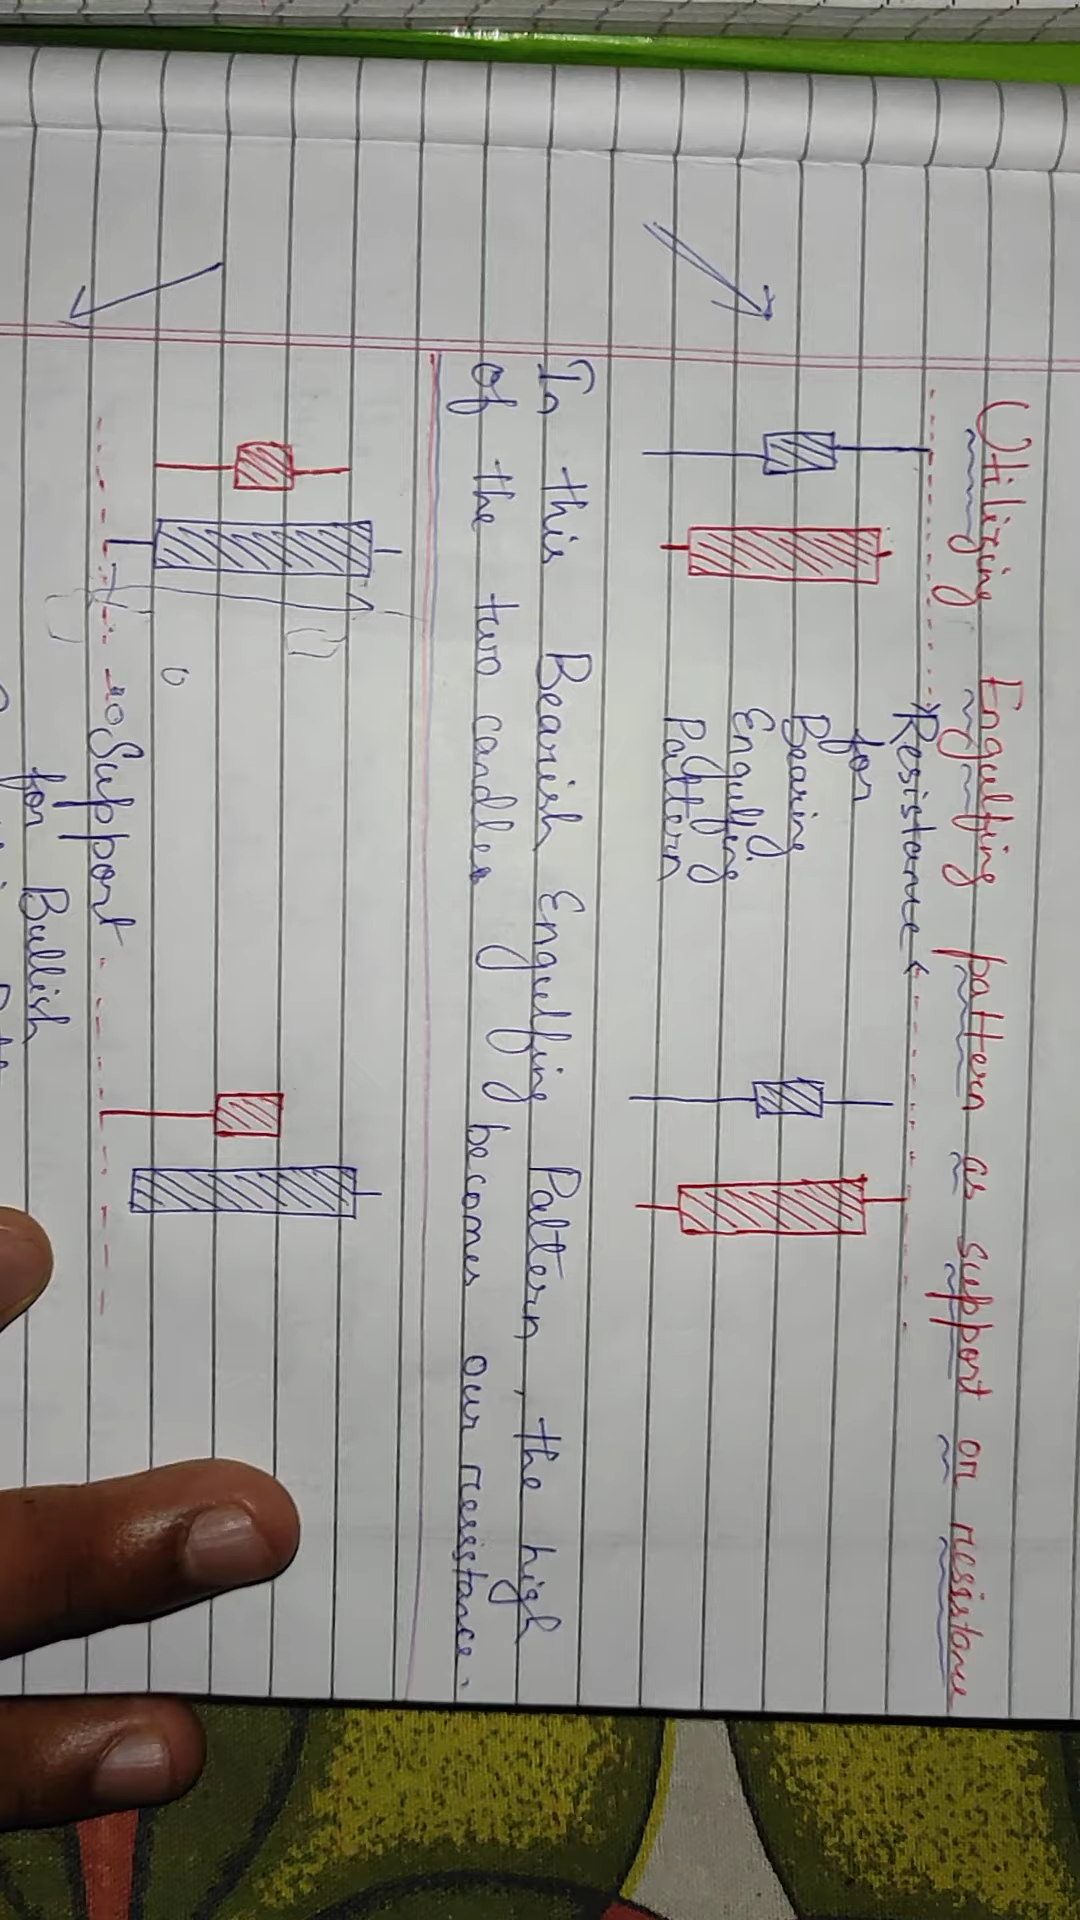 Utilizing Engulfing pattern as support or resistance
Resistance
for
Bearing
Engulfing
Pattern
In this Bearish Engulfing Pattern, the high
of the two candles becomes our resistance.
Support
for Bullish